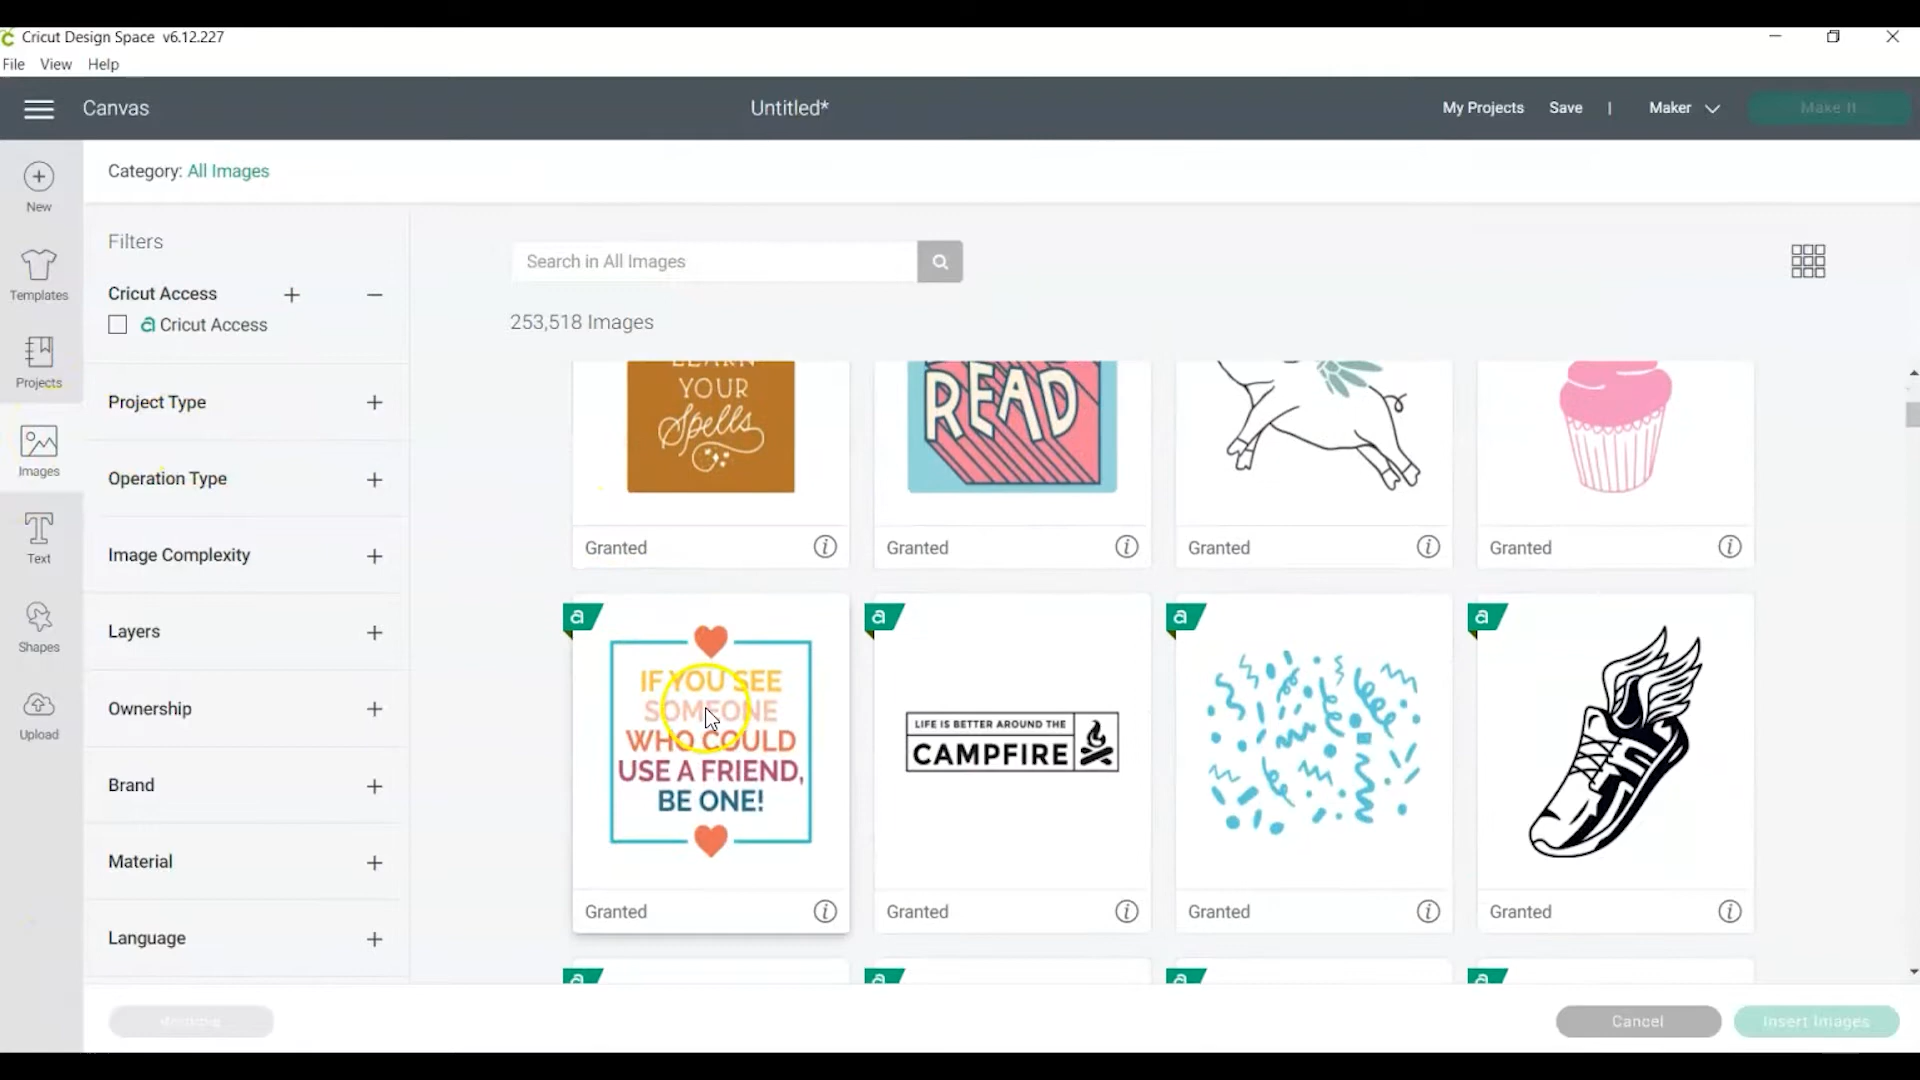 Cricut Design Space v6.12.227
File View Help
Canvas
Untitled*
My Projects Save | Maker
Make It
New
Templates
Projects
Images
Text
Shapes
Upload
Category: All Images
Filters
Cricut Access
a Cricut Access
Project Type
Operation Type
Image Complexity
Layers
Ownership
Brand
Material
Language
Search in All Images
253,518 Images
LEARN
YOUR
Spells
READ
Granted
Granted
Granted
Granted
a
IF YOU SEE
SOMEONE
WHO COULD
USE A FRIEND,
BE ONE!
a
LIFE IS BETTER AROUND THE
CAMPFIRE
a
a
Granted
Granted
Granted
Granted
a
a
a
a
Cancel
Insert Images